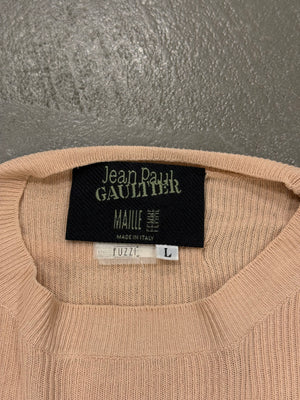 Jean Paul
GAULTIER
MAILLE FEMME
MADE IN ITALY
FUZZI L